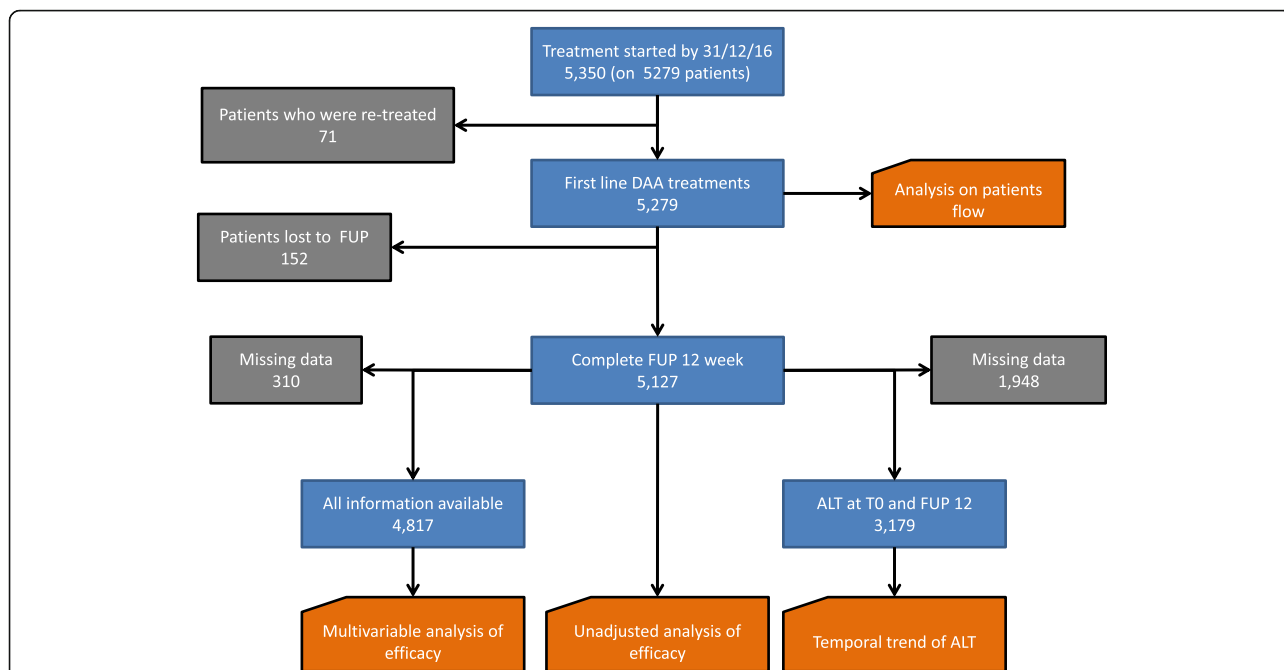 Treatment started by 31/12/16
5,350 (on 5279 patients)
Patients who were re-treated
71
First line DAA treatments
5,279
Analysis on patients
flow
Patients lost to FUP
152
Missing data
310
Complete FUP 12 week
5,127
Missing data
1,948
All information available
4,817
ALT at T0 and FUP 12
3,179
Multivariable analysis of
efficacy
Unadjusted analysis of
efficacy
Temporal trend of ALT